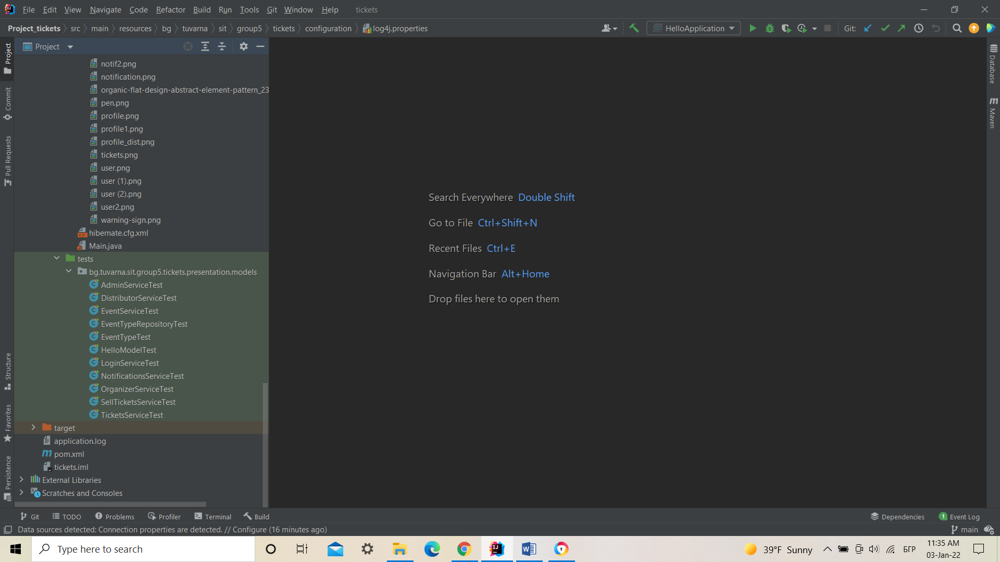 File Edit View Navigate Code Refactor Build Run Tools Git Window Help tickets
Project_tickets src main resources bg tuvarna sit group5 tickets configuration log4j.properties HelloApplication Git:
Project
notif2.png
notification.png
organic-flat-design-abstract-element-pattern_23
pen.png
profile.png
profile1.png
profile_dist.png
tickets.png
user.png
user (1).png
user (2).png
user2.png
warning-sign.png
hibernate.cfg.xml
Main.java
tests
bg.tuvarna.sit.group5.tickets.presentation.models
AdminServiceTest
DistributorServiceTest
EventServiceTest
EventTypeRepositoryTest
EventTypeTest
HelloModelTest
LoginServiceTest
NotificationsServiceTest
OrganizerServiceTest
SellTicketsServiceTest
TicketsServiceTest
target
application.log
pom.xml
tickets.iml
External Libraries
Scratches and Consoles
Project
Commit
Pull Requests
Structure
Favorites
Persistence
Search Everywhere Double Shift
Go to File Ctrl+Shift+N
Recent Files Ctrl+E
Navigation Bar Alt+Home
Drop files here to open them
Database
Maven
Git TODO Problems Profiler Terminal Build Dependencies 1 Event Log
Data sources detected: Connection properties are detected. // Configure (16 minutes ago) main
Type here to search 39°F Sunny БГР 11:35 AM
03-Jan-22